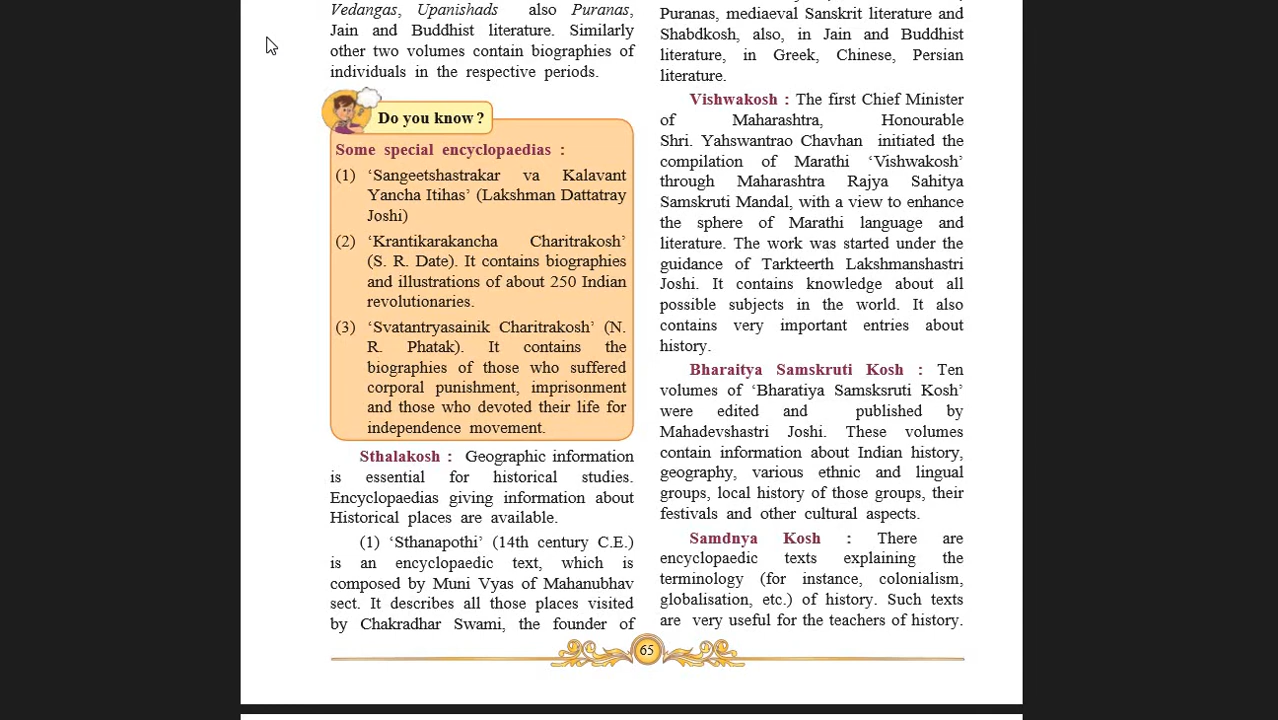 Vedangas, Upanishads also Puranas,
Jain and Buddhist literature. Similarly
other two volumes contain biographies of
individuals in the respective periods.
Do you know?
Some special encyclopaedias :
(1) ‘Sangeetshastrakar va Kalavant
Yancha Itihas’ (Lakshman Dattatray
Joshi)
(2) ‘Krantikarakancha Charitrakosh’
(S. R. Date). It contains biographies
and illustrations of about 250 Indian
revolutionaries.
(3) ‘Svatantryasainik Charitrakosh’ (N.
R. Phatak). It contains the
biographies of those who suffered
corporal punishment, imprisonment
and those who devoted their life for
independence movement.
Sthalakosh : Geographic information
is essential for historical studies.
Encyclopaedias giving information about
Historical places are available.
(1) ‘Sthanapothi’ (14th century C.E.)
is an encyclopaedic text, which is
composed by Muni Vyas of Mahanubhav
sect. It describes all those places visited
by Chakradhar Swami, the founder of
Puranas, mediaeval Sanskrit literature and
Shabdkosh, also, in Jain and Buddhist
literature, in Greek, Chinese, Persian
literature.
Vishwakosh : The first Chief Minister
of Maharashtra, Honourable
Shri. Yahswantrao Chavhan initiated the
compilation of Marathi ‘Vishwakosh’
through Maharashtra Rajya Sahitya
Samskruti Mandal, with a view to enhance
the sphere of Marathi language and
literature. The work was started under the
guidance of Tarkteerth Lakshmanshastri
Joshi. It contains knowledge about all
possible subjects in the world. It also
contains very important entries about
history.
Bharaitya Samskruti Kosh : Ten
volumes of ‘Bharatiya Samsksruti Kosh’
were edited and published by
Mahadevshastri Joshi. These volumes
contain information about Indian history,
geography, various ethnic and lingual
groups, local history of those groups, their
festivals and other cultural aspects.
Samdnya Kosh : There are
encyclopaedic texts explaining the
terminology (for instance, colonialism,
globalisation, etc.) of history. Such texts
are very useful for the teachers of history.
65